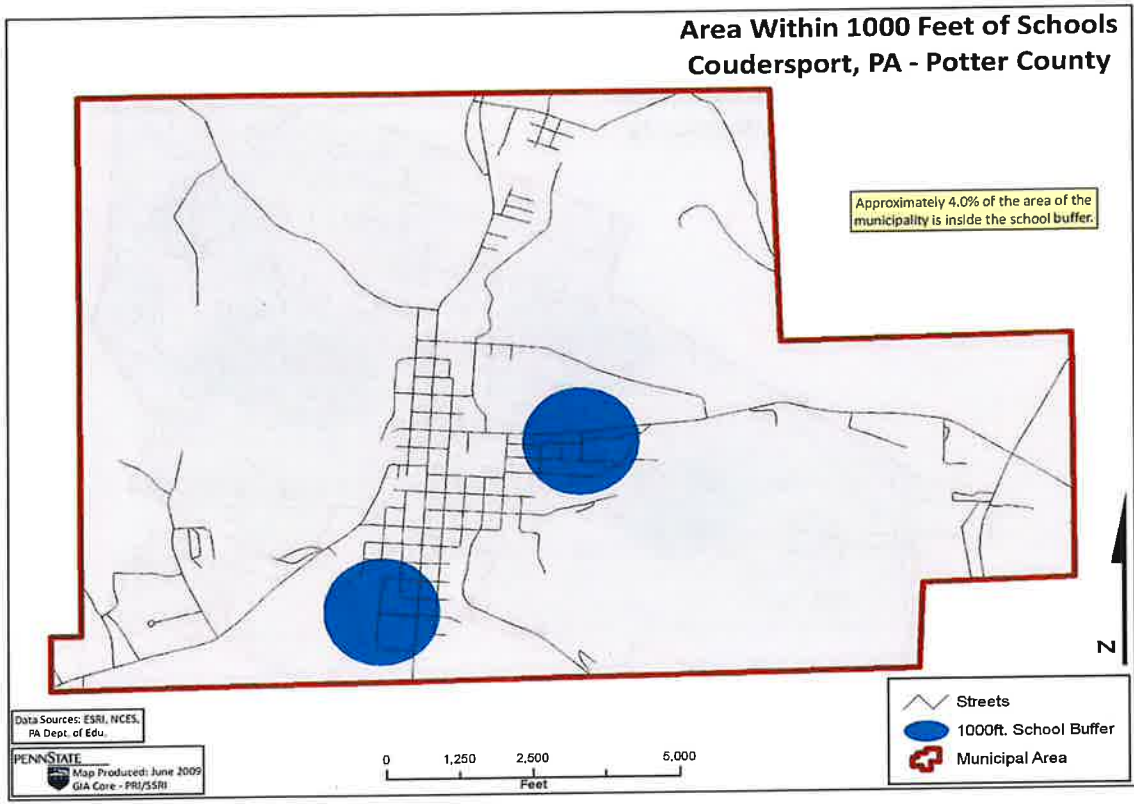 Area Within 1000 Feet of Schools
Coudersport, PA - Potter County
Approximately 4.0% of the area of the
municipality is inside the school buffer.
N
Streets
1000ft. School Buffer
Municipal Area
Data Sources: ESRI, NCES,
PA Dept. of Edu.
PENNSTATE
Map Produced: June 2009
GIA Core - PRI/SSRI
0 1,250 2,500 5,000
Feet